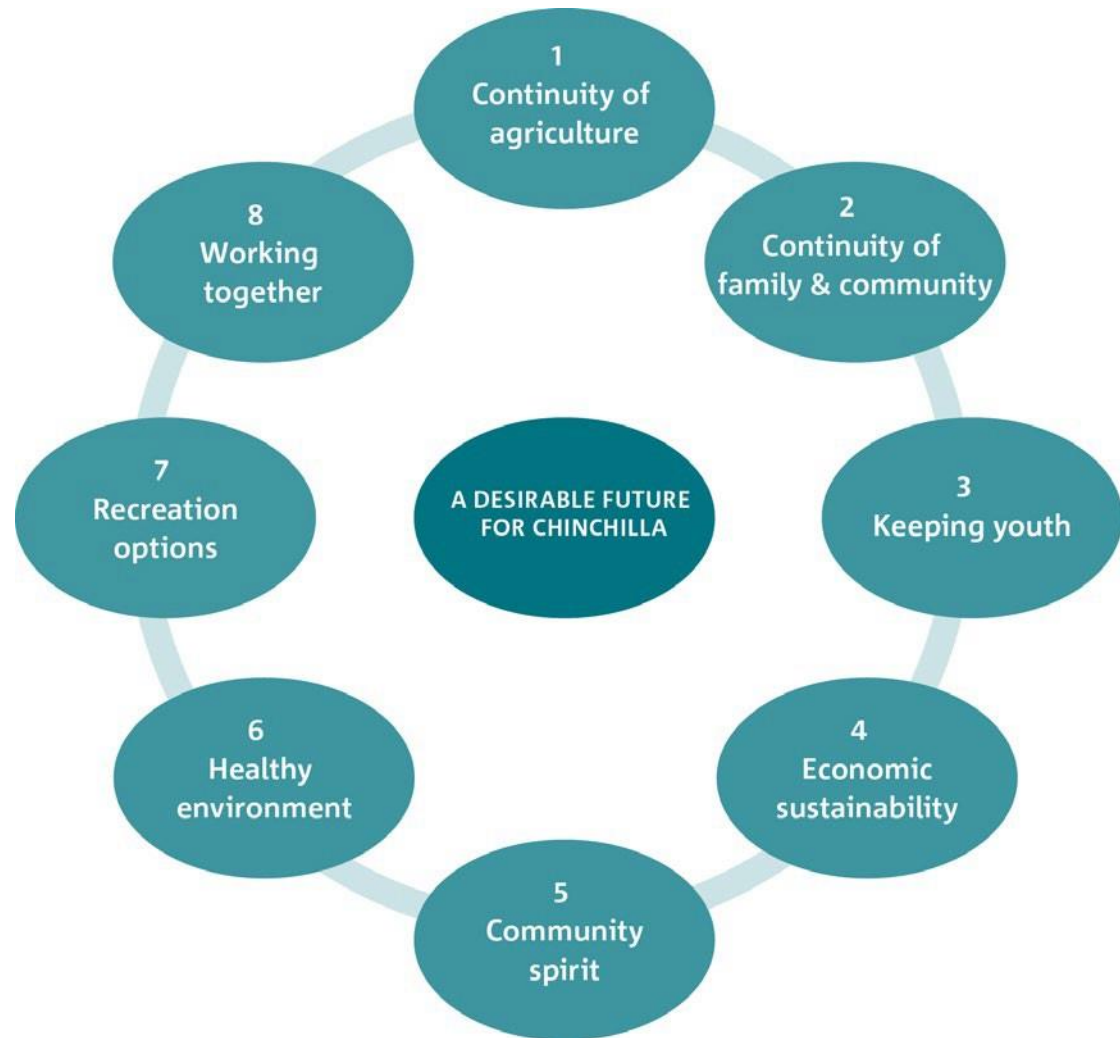 1
Continuity of
agriculture
2
Continuity of
family & community
3
Keeping youth
4
Economic
sustainability
5
Community
spirit
6
Healthy
environment
7
Recreation
options
8
Working
together
A DESIRABLE FUTURE
FOR CHINCHILLA